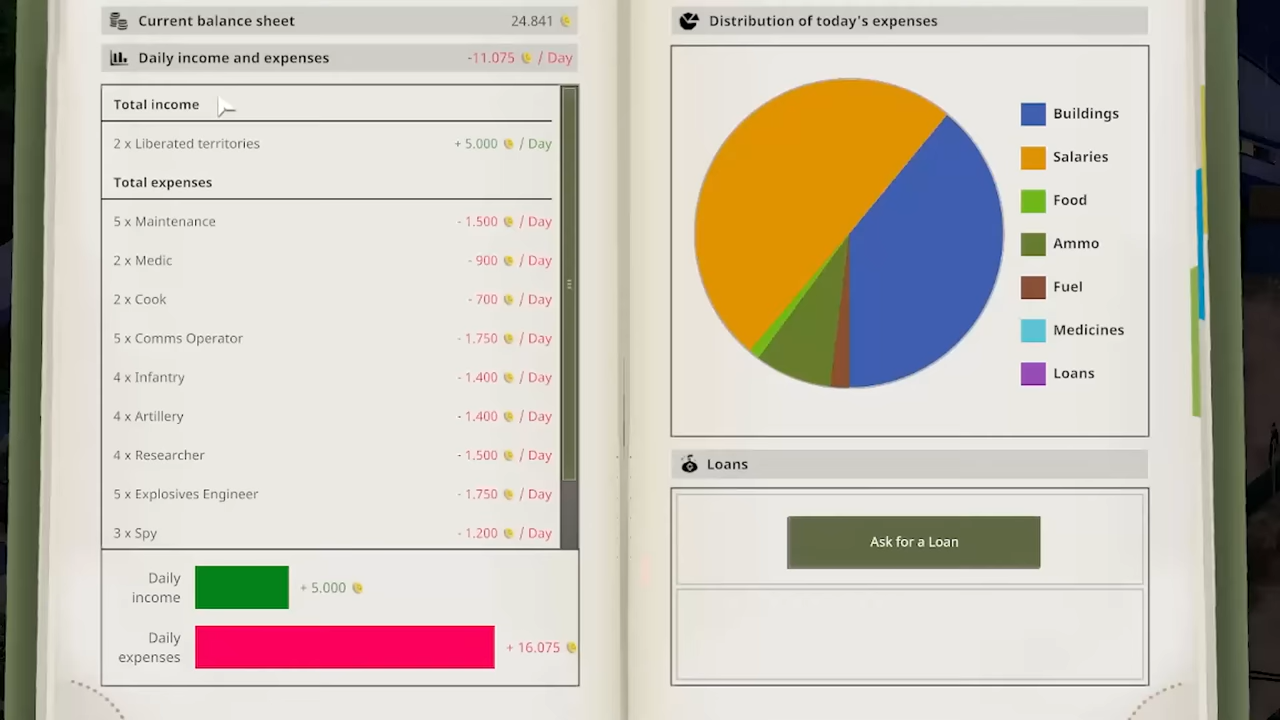 Current balance sheet 24.841
Daily income and expenses -11.075 / Day
Total income
2 x Liberated territories + 5.000 / Day
Total expenses
5 x Maintenance - 1.500 / Day
2 x Medic - 900 / Day
2 x Cook - 700 / Day
5 x Comms Operator - 1.750 / Day
4 x Infantry - 1.400 / Day
4 x Artillery - 1.400 / Day
4 x Researcher - 1.500 / Day
5 x Explosives Engineer - 1.750 / Day
3 x Spy - 1.200 / Day
Daily
income
+ 5.000
Daily
expenses
+ 16.075
Distribution of today's expenses
Buildings
Salaries
Food
Ammo
Fuel
Medicines
Loans
Loans
Ask for a Loan